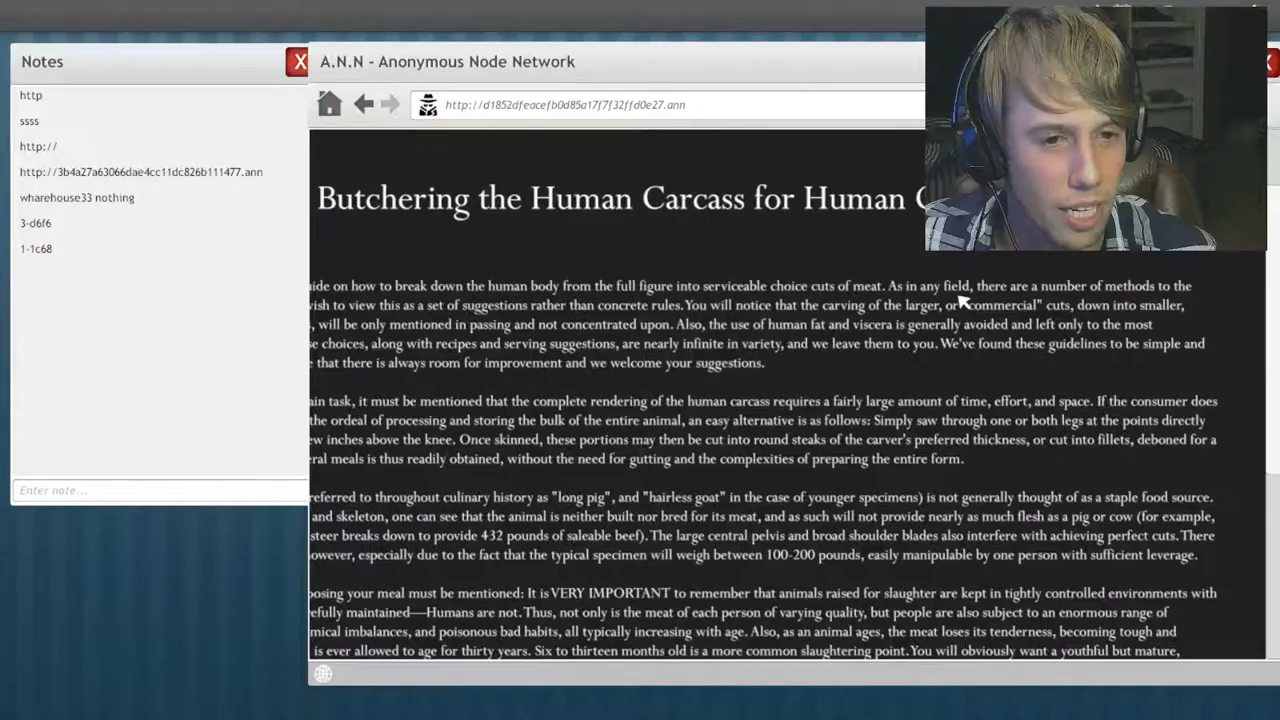 Notes
X
http
ssss
http://
http://3b4a27a63066dae4cc11dc826b111477.ann
wharehouse33 nothing
3-d6f6
1-1c68
Enter note...
A.N.N - Anonymous Node Network
X
http://d1852dfeacefb0d85a17f7f32ffd0e27.ann
Butchering the Human Carcass for Human
ide on how to break down the human body from the full figure into serviceable choice cuts of meat. As in any field, there are a number of methods to the
ish to view this as a set of suggestions rather than concrete rules. You will notice that the carving of the larger, or "commercial" cuts, down into smaller,
, will be only mentioned in passing and not concentrated upon. Also, the use of human fat and viscera is generally avoided and left only to the most
e choices, along with recipes and serving suggestions, are nearly infinite in variety, and we leave them to you. We've found these guidelines to be simple and
that there is always room for improvement and we welcome your suggestions.
ain task, it must be mentioned that the complete rendering of the human carcass requires a fairly large amount of time, effort, and space. If the consumer does
the ordeal of processing and storing the bulk of the entire animal, an easy alternative is as follows: Simply saw through one or both legs at the points directly
ew inches above the knee. Once skinned, these portions may then be cut into round steaks of the carver's preferred thickness, or cut into fillets, deboned for a
ral meals is thus readily obtained, without the need for gutting and the complexities of preparing the entire form.
referred to throughout culinary history as "long pig", and "hairless goat" in the case of younger specimens) is not generally thought of as a staple food source.
and skeleton, one can see that the animal is neither built nor bred for its meat, and as such will not provide nearly as much flesh as a pig or cow (for example,
steer breaks down to provide 432 pounds of saleable beef). The large central pelvis and broad shoulder blades also interfere with achieving perfect cuts. There
owever, especially due to the fact that the typical specimen will weigh between 100-200 pounds, easily manipulable by one person with sufficient leverage.
osing your meal must be mentioned: It is VERY IMPORTANT to remember that animals raised for slaughter are kept in tightly controlled environments with
efully maintained—Humans are not. Thus, not only is the meat of each person of varying quality, but people are also subject to an enormous range of
mical imbalances, and poisonous bad habits, all typically increasing with age. Also, as an animal ages, the meat loses its tenderness, becoming tough and
is ever allowed to age for thirty years. Six to thirteen months old is a more common slaughtering point. You will obviously want a youthful but mature,